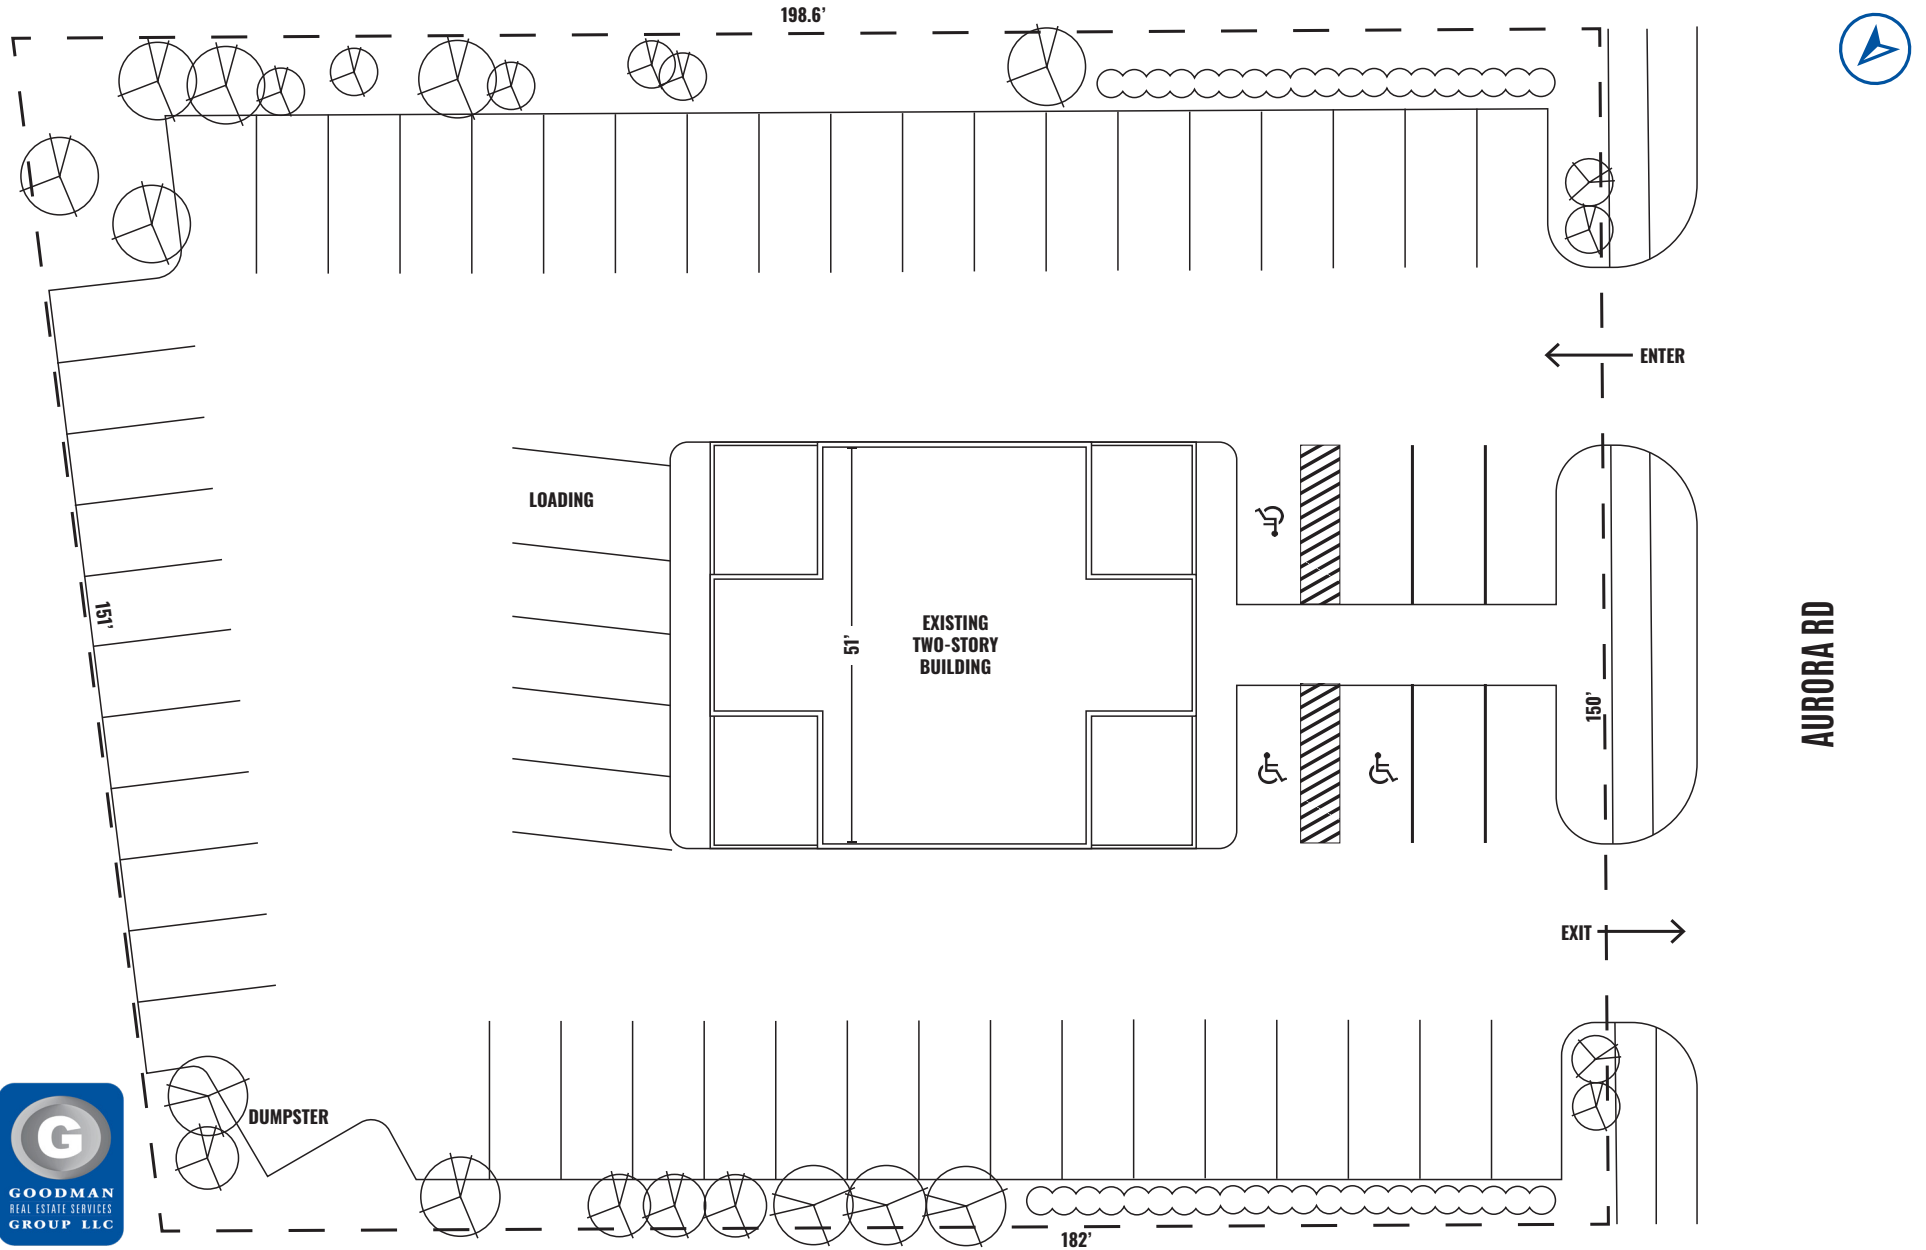 198.6'
ENTER
LOADING
EXISTING
TWO-STORY
BUILDING
51'
151'
150'
AURORA RD
EXIT
DUMPSTER
G
GOODMAN
REAL ESTATE SERVICES
GROUP LLC
182'